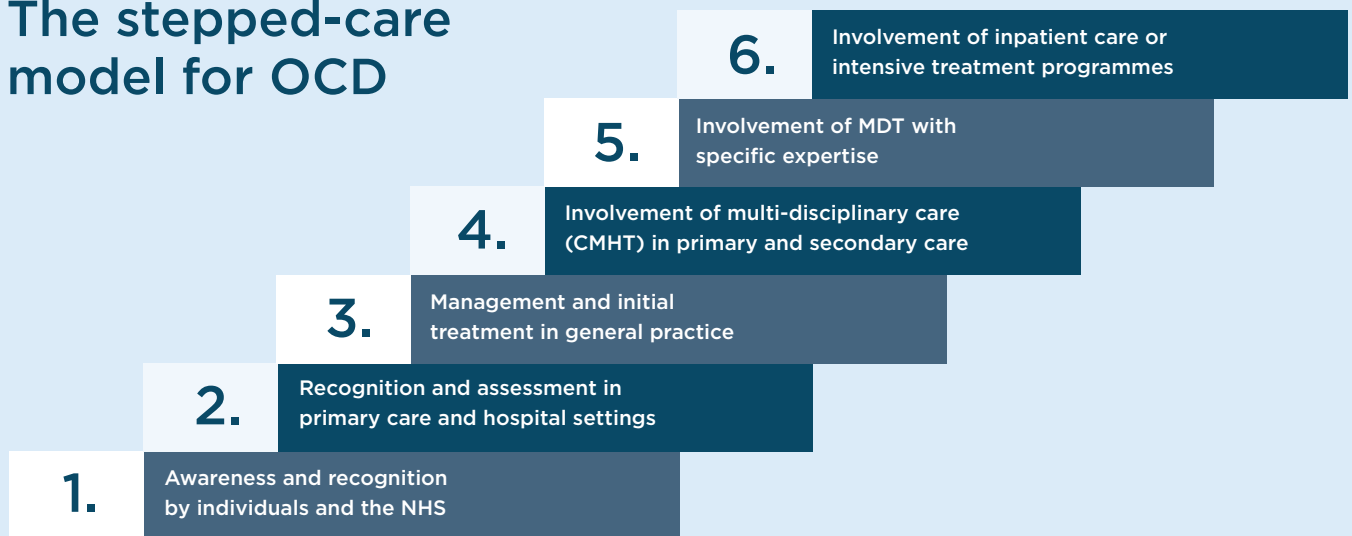 The stepped-care
model for OCD
6.
Involvement of inpatient care or
intensive treatment programmes
5.
Involvement of MDT with
specific expertise
4.
Involvement of multi-disciplinary care
(CMHT) in primary and secondary care
3.
Management and initial
treatment in general practice
2.
Recognition and assessment in
primary care and hospital settings
1.
Awareness and recognition
by individuals and the NHS